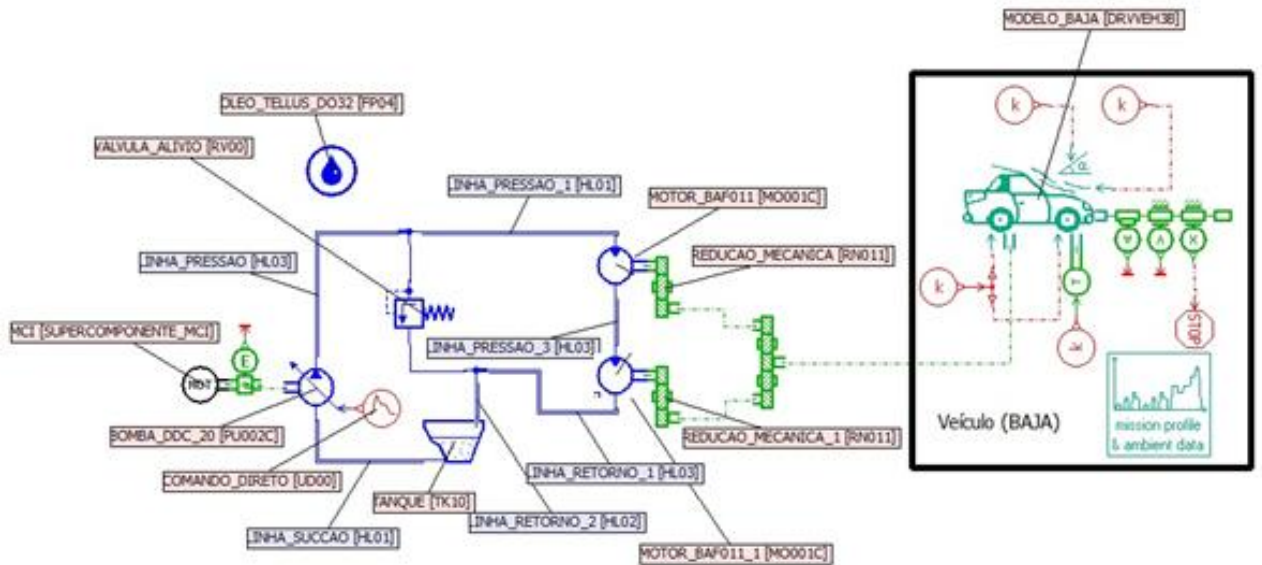 MODELO_BAJA [DRVVEH3B]
OLEO_TELLUS_DO32 [FP04]
VALVULA_ALIVIO [RV00]
LINHA_PRESSAO_1 [HL01]
MOTOR_BAF011 [MO001C]
k
k
α
LINHA_PRESSAO [HL03]
REDUCAO_MECANICA [RN011]
A
V
X
MCI [SUPERCOMPONENTE_MCI]
LINHA_PRESSAO_3 [HL03]
k
T
E
k
STOP
Veículo (BAJA)
mission profile
& ambient data
BOMBA_DDC_20 [PU002C]
REDUCAO_MECANICA_1 [RN011]
COMANDO_DIRETO [UD00]
LINHA_RETORNO_1 [HL03]
TANQUE [TK10]
LINHA_RETORNO_2 [HL02]
LINHA_SUCCAO [HL01]
MOTOR_BAF011_1 [MO001C]